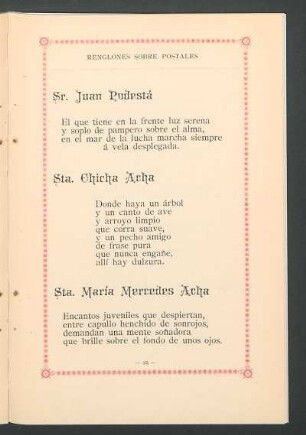 RENGLONES SOBRE POSTALES
Sr. Juan Pudestá
El que tiene en la frente luz serena
y soplo de pampero sobre el alma,
en el mar de la lucha marcha siempre
á vela desplegada.
Sta. Chicha Acha
Donde haya un árbol
y un canto de ave
y arroyo limpio
que corra suave,
y un pecho amigo
de frase pura
que nunca engañe,
allí hay dulzura.
Sta. María Mercedes Acha
Encantos juveniles que despiertan,
entre capullo henchido de sonrojos,
demandan una mente soñadora
que brille sobre el fondo de unos ojos.